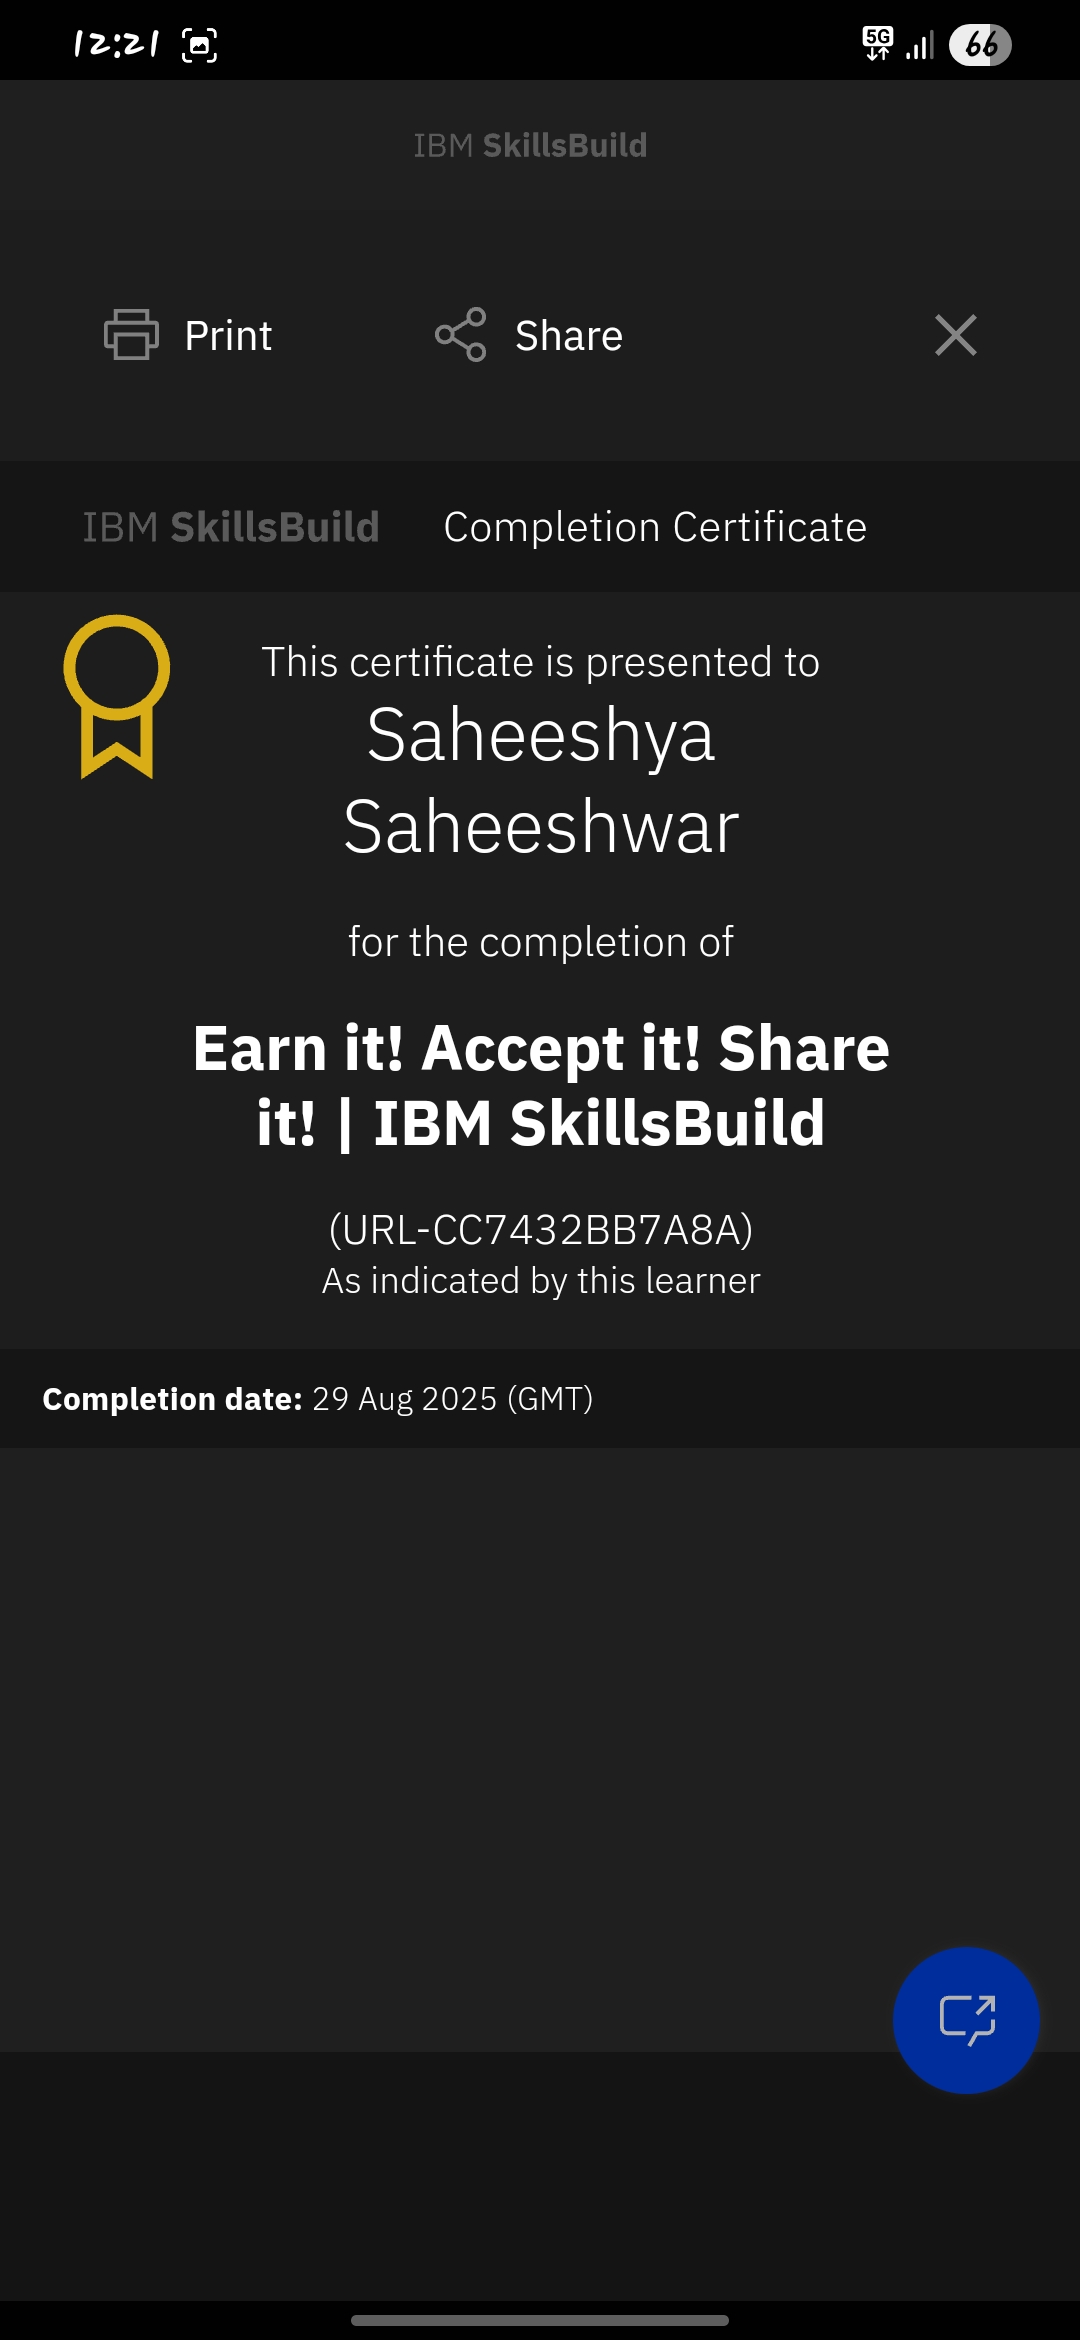 12:21
5G
66
IBM SkillsBuild
Print
Share
IBM SkillsBuild
Completion Certificate
This certificate is presented to
Saheeshya
Saheeshwar
for the completion of
Earn it! Accept it! Share
it! | IBM SkillsBuild
(URL-CC7432BB7A8A)
As indicated by this learner
Completion date: 29 Aug 2025 (GMT)